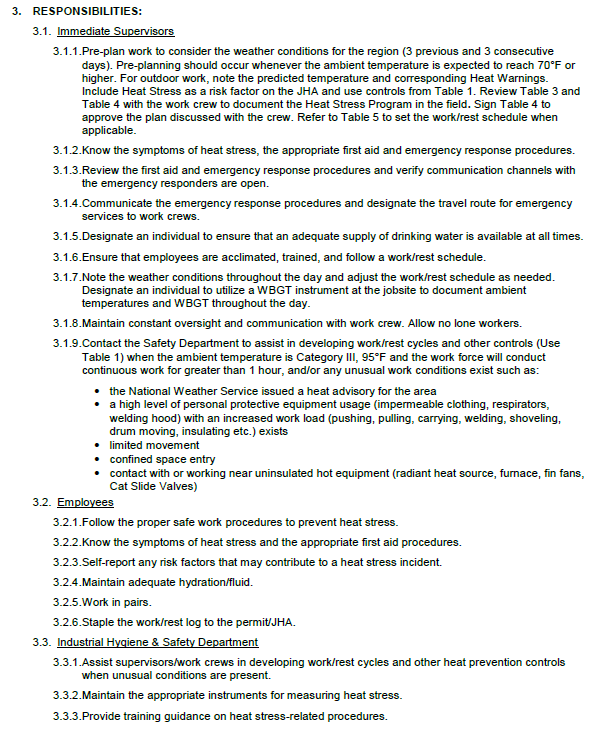 3. RESPONSIBILITIES:
3.1. Immediate Supervisors
3.1.1.Pre-plan work to consider the weather conditions for the region (3 previous and 3 consecutive
days). Pre-planning should occur whenever the ambient temperature is expected to reach 70°F or
higher. For outdoor work, note the predicted temperature and corresponding Heat Warnings.
Include Heat Stress as a risk factor on the JHA and use controls from Table 1. Review Table 3 and
Table 4 with the work crew to document the Heat Stress Program in the field. Sign Table 4 to
approve the plan discussed with the crew. Refer to Table 5 to set the work/rest schedule when
applicable.
3.1.2.Know the symptoms of heat stress, the appropriate first aid and emergency response procedures.
3.1.3.Review the first aid and emergency response procedures and verify communication channels with
the emergency responders are open.
3.1.4.Communicate the emergency response procedures and designate the travel route for emergency
services to work crews.
3.1.5.Designate an individual to ensure that an adequate supply of drinking water is available at all times.
3.1.6.Ensure that employees are acclimated, trained, and follow a work/rest schedule.
3.1.7.Note the weather conditions throughout the day and adjust the work/rest schedule as needed.
Designate an individual to utilize a WBGT instrument at the jobsite to document ambient
temperatures and WBGT throughout the day.
3.1.8.Maintain constant oversight and communication with work crew. Allow no lone workers.
3.1.9.Contact the Safety Department to assist in developing work/rest cycles and other controls (Use
Table 1) when the ambient temperature is Category III, 95°F and the work force will conduct
continuous work for greater than 1 hour, and/or any unusual work conditions exist such as:
• the National Weather Service issued a heat advisory for the area
• a high level of personal protective equipment usage (impermeable clothing, respirators,
welding hood) with an increased work load (pushing, pulling, carrying, welding, shoveling,
drum moving, insulating etc.) exists
• limited movement
• confined space entry
• contact with or working near uninsulated hot equipment (radiant heat source, furnace, fin fans,
Cat Slide Valves)
3.2. Employees
3.2.1.Follow the proper safe work procedures to prevent heat stress.
3.2.2.Know the symptoms of heat stress and the appropriate first aid procedures.
3.2.3.Self-report any risk factors that may contribute to a heat stress incident.
3.2.4.Maintain adequate hydration/fluid.
3.2.5.Work in pairs.
3.2.6.Staple the work/rest log to the permit/JHA.
3.3. Industrial Hygiene & Safety Department
3.3.1.Assist supervisors/work crews in developing work/rest cycles and other heat prevention controls
when unusual conditions are present.
3.3.2.Maintain the appropriate instruments for measuring heat stress.
3.3.3.Provide training guidance on heat stress-related procedures.